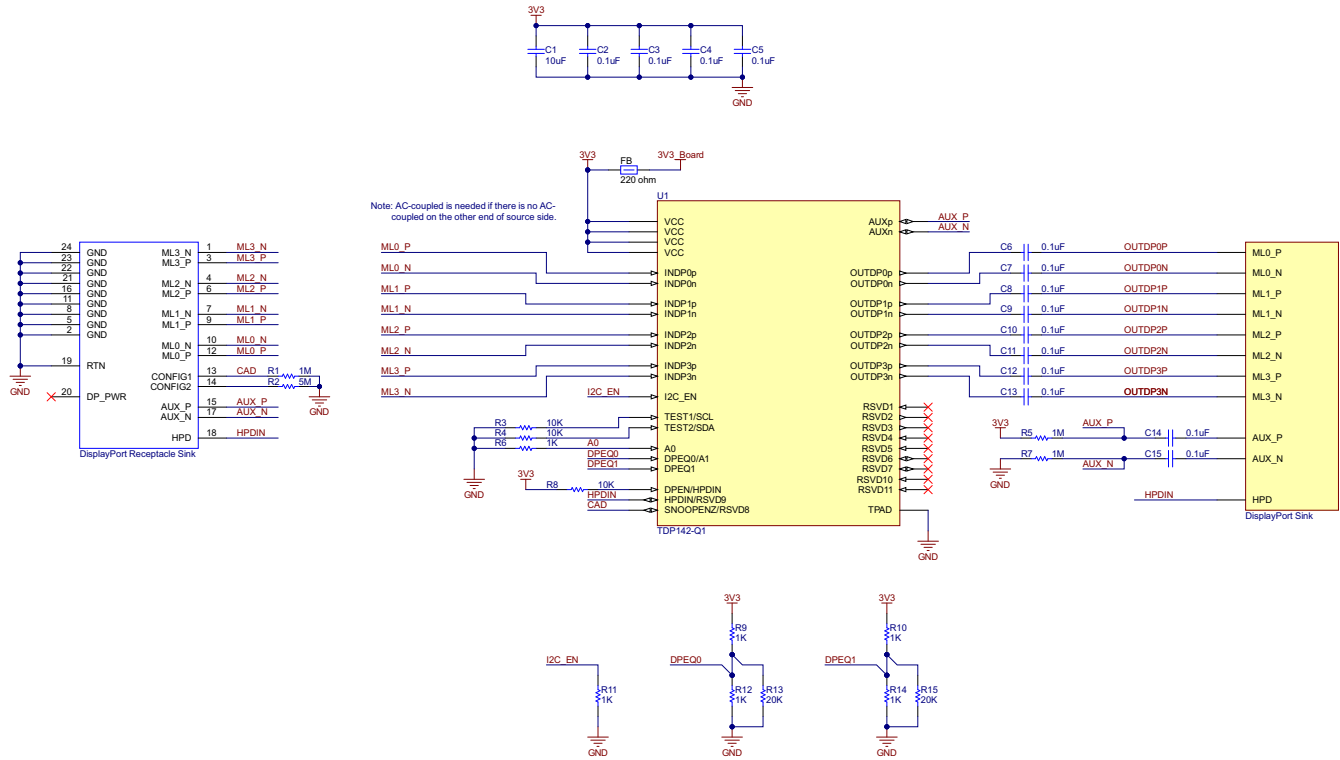 3V3
C1
10uF
C2
0.1uF
C3
0.1uF
C4
0.1uF
C5
0.1uF
GND
3V3
FB
220 ohm
3V3_Board
Note: AC-coupled is needed if there is no AC-
coupled on the other end of source side.
24 GND
23 GND
22 GND
21 GND
16 GND
11 GND
8 GND
5 GND
2 GND
19 RTN
20 DP_PWR
GND
ML3_N 1 ML3_N
ML3_P 3 ML3_P
ML2_N 4 ML2_N
ML2_P 6 ML2_P
ML1_N 7 ML1_N
ML1_P 9 ML1_P
ML0_N 10 ML0_N
ML0_P 12 ML0_P
CONFIG1 13 CAD R1 1M
CONFIG2 14 R2 5M
GND
AUX_P 15 AUX_P
AUX_N 17 AUX_N
HPD 18 HPDIN
DisplayPort Receptacle Sink
ML0_P
ML0_N
ML1_P
ML1_N
ML2_P
ML2_N
ML3_P
ML3_N
I2C_EN
R3 10K
R4 10K
R6 1K
A0
DPEQ0
DPEQ1
GND
3V3
R8 10K
HPDIN
CAD
U1
VCC
VCC
VCC
VCC
INDP0p
INDP0n
INDP1p
INDP1n
INDP2p
INDP2n
INDP3p
INDP3n
I2C_EN
TEST1/SCL
TEST2/SDA
A0
DPEQ0/A1
DPEQ1
DPEN/HPDIN
HPDIN/RSVD9
SNOOPENZ/RSVD8
AUXp
AUXn
OUTDP0p
OUTDP0n
OUTDP1p
OUTDP1n
OUTDP2p
OUTDP2n
OUTDP3p
OUTDP3n
RSVD1
RSVD2
RSVD3
RSVD4
RSVD5
RSVD6
RSVD7
RSVD10
RSVD11
TPAD
TDP142-Q1
AUX_P
AUX_N
GND
C6 0.1uF OUTDP0P
C7 0.1uF OUTDP0N
C8 0.1uF OUTDP1P
C9 0.1uF OUTDP1N
C10 0.1uF OUTDP2P
C11 0.1uF OUTDP2N
C12 0.1uF OUTDP3P
C13 0.1uF OUTDP3N
3V3
R5 1M
AUX_P
C14 0.1uF
R7 1M
AUX_N
C15 0.1uF
GND
HPDIN
ML0_P
ML0_N
ML1_P
ML1_N
ML2_P
ML2_N
ML3_P
ML3_N
AUX_P
AUX_N
HPD
DisplayPort Sink
I2C_EN
R11
1K
GND
3V3
R9
1K
DPEQ0
R12
1K
R13
20K
GND
3V3
R10
1K
DPEQ1
R14
1K
R15
20K
GND